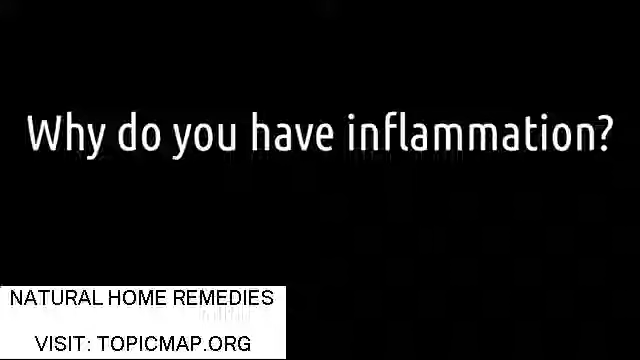 Why do you have inflammation?
NATURAL HOME REMEDIES
VISIT: TOPICMAP.ORG